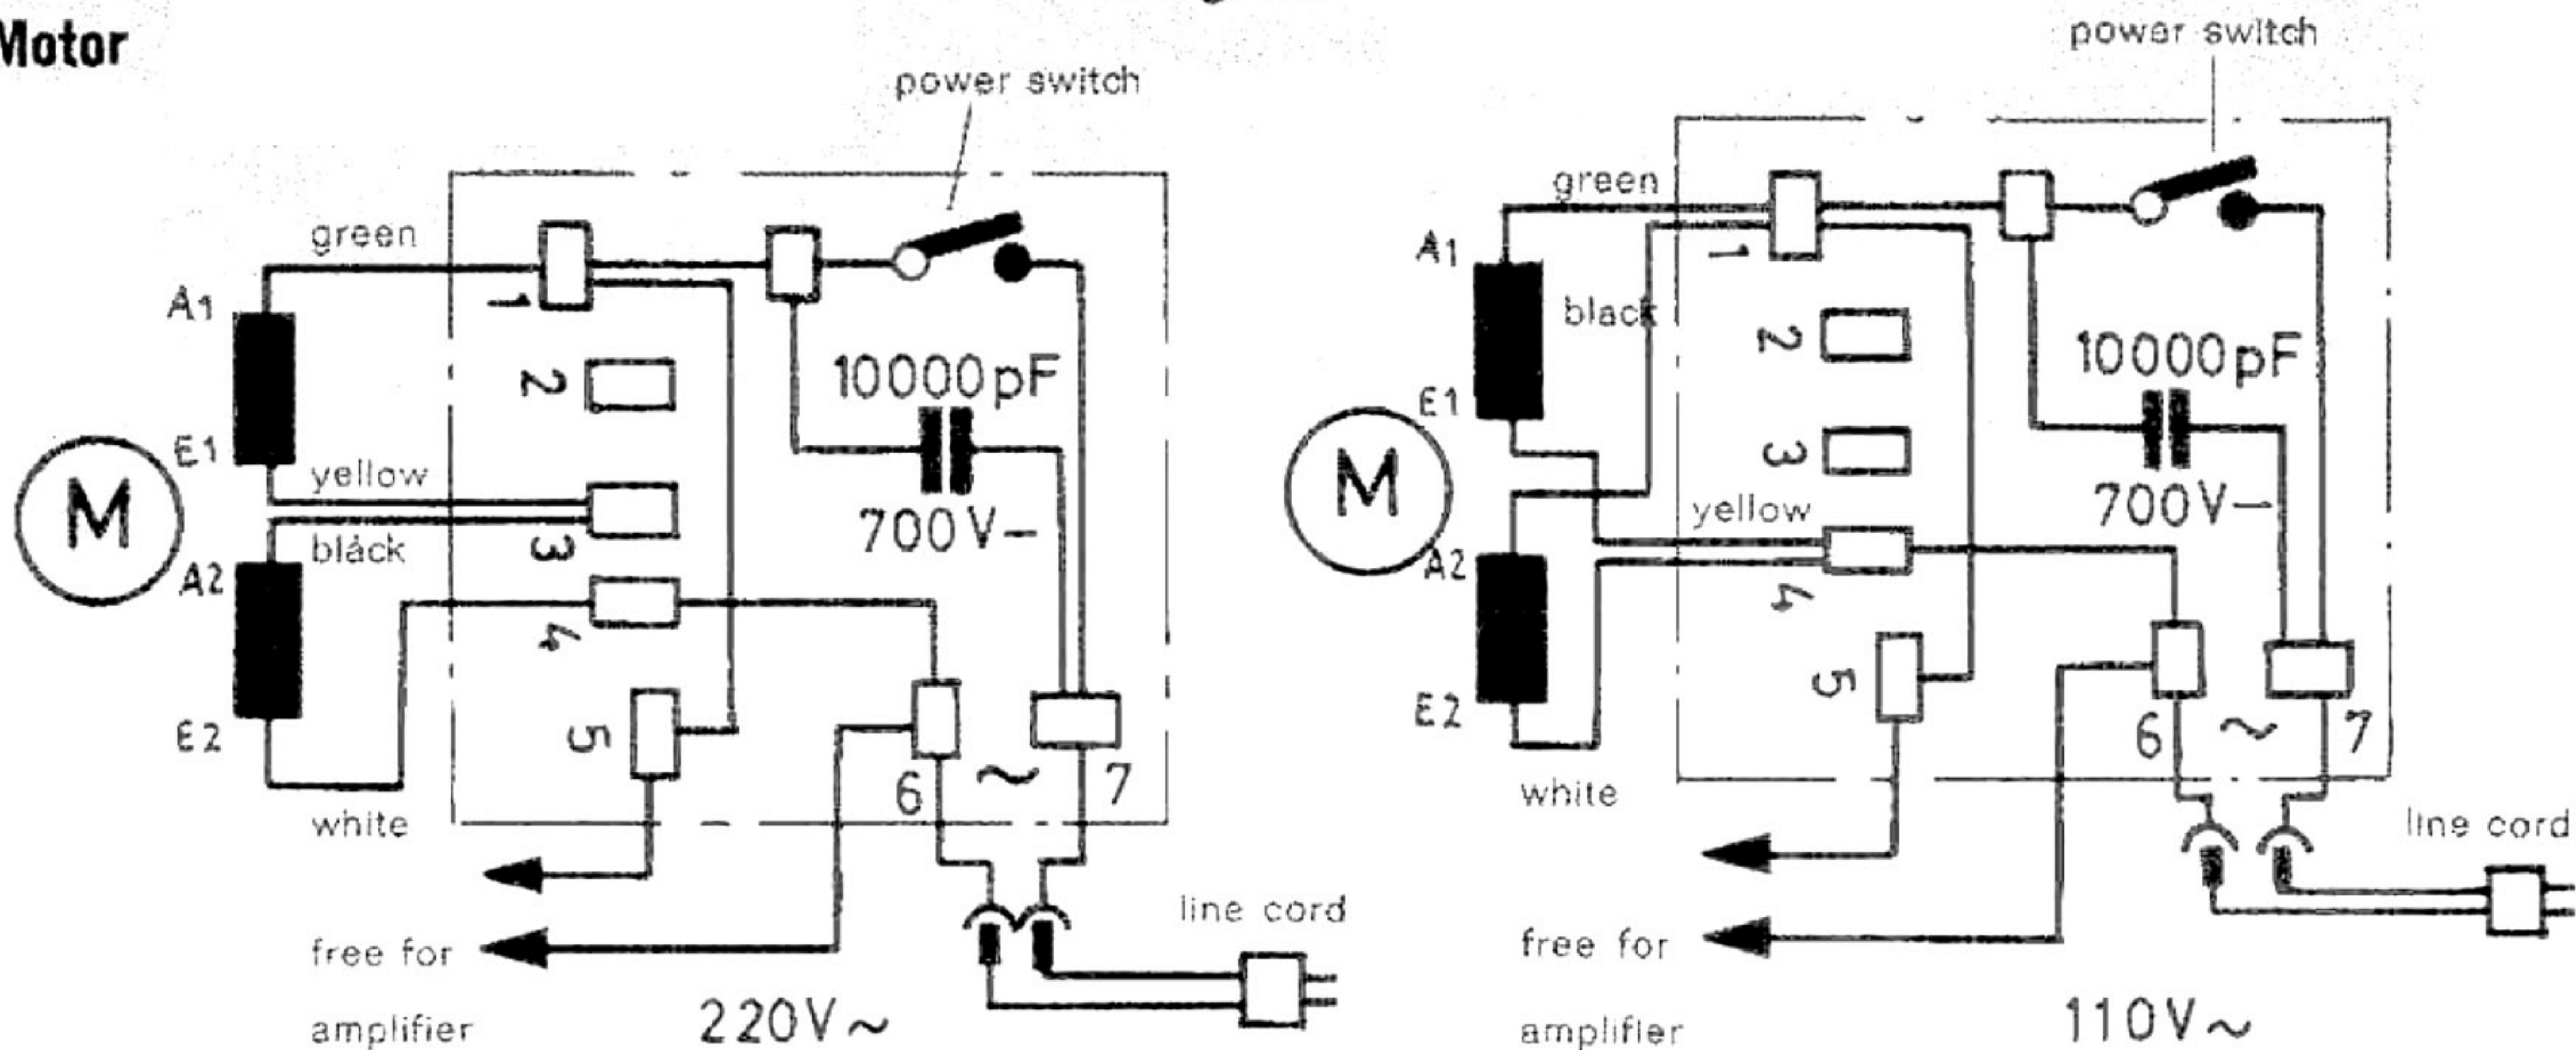 Motor
power switch
green
A1
1
2
10000pF
E1
yellow
M
700V-
black
3
A2
4
E2
5
6
~
7
white
line cord
free for
amplifier
220V~
power switch
green
A1
1
black
2
10000pF
E1
3
M
700V-
yellow
A2
4
E2
5
6
~
7
white
line cord
free for
amplifier
110V~